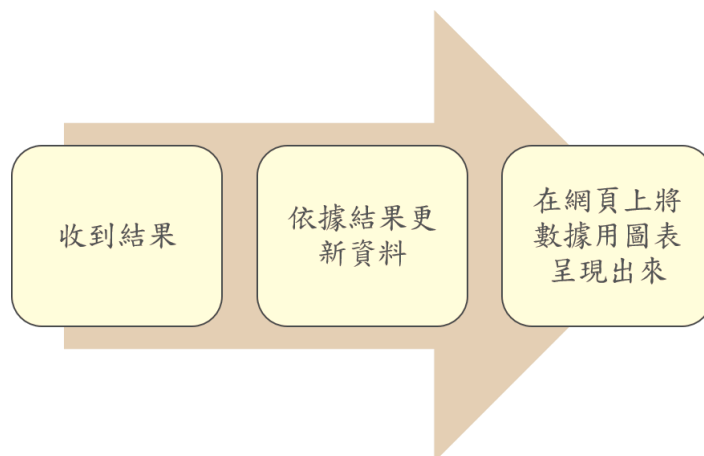 收到結果
依據結果更
新資料
在網頁上將
數據用圖表
呈現出來